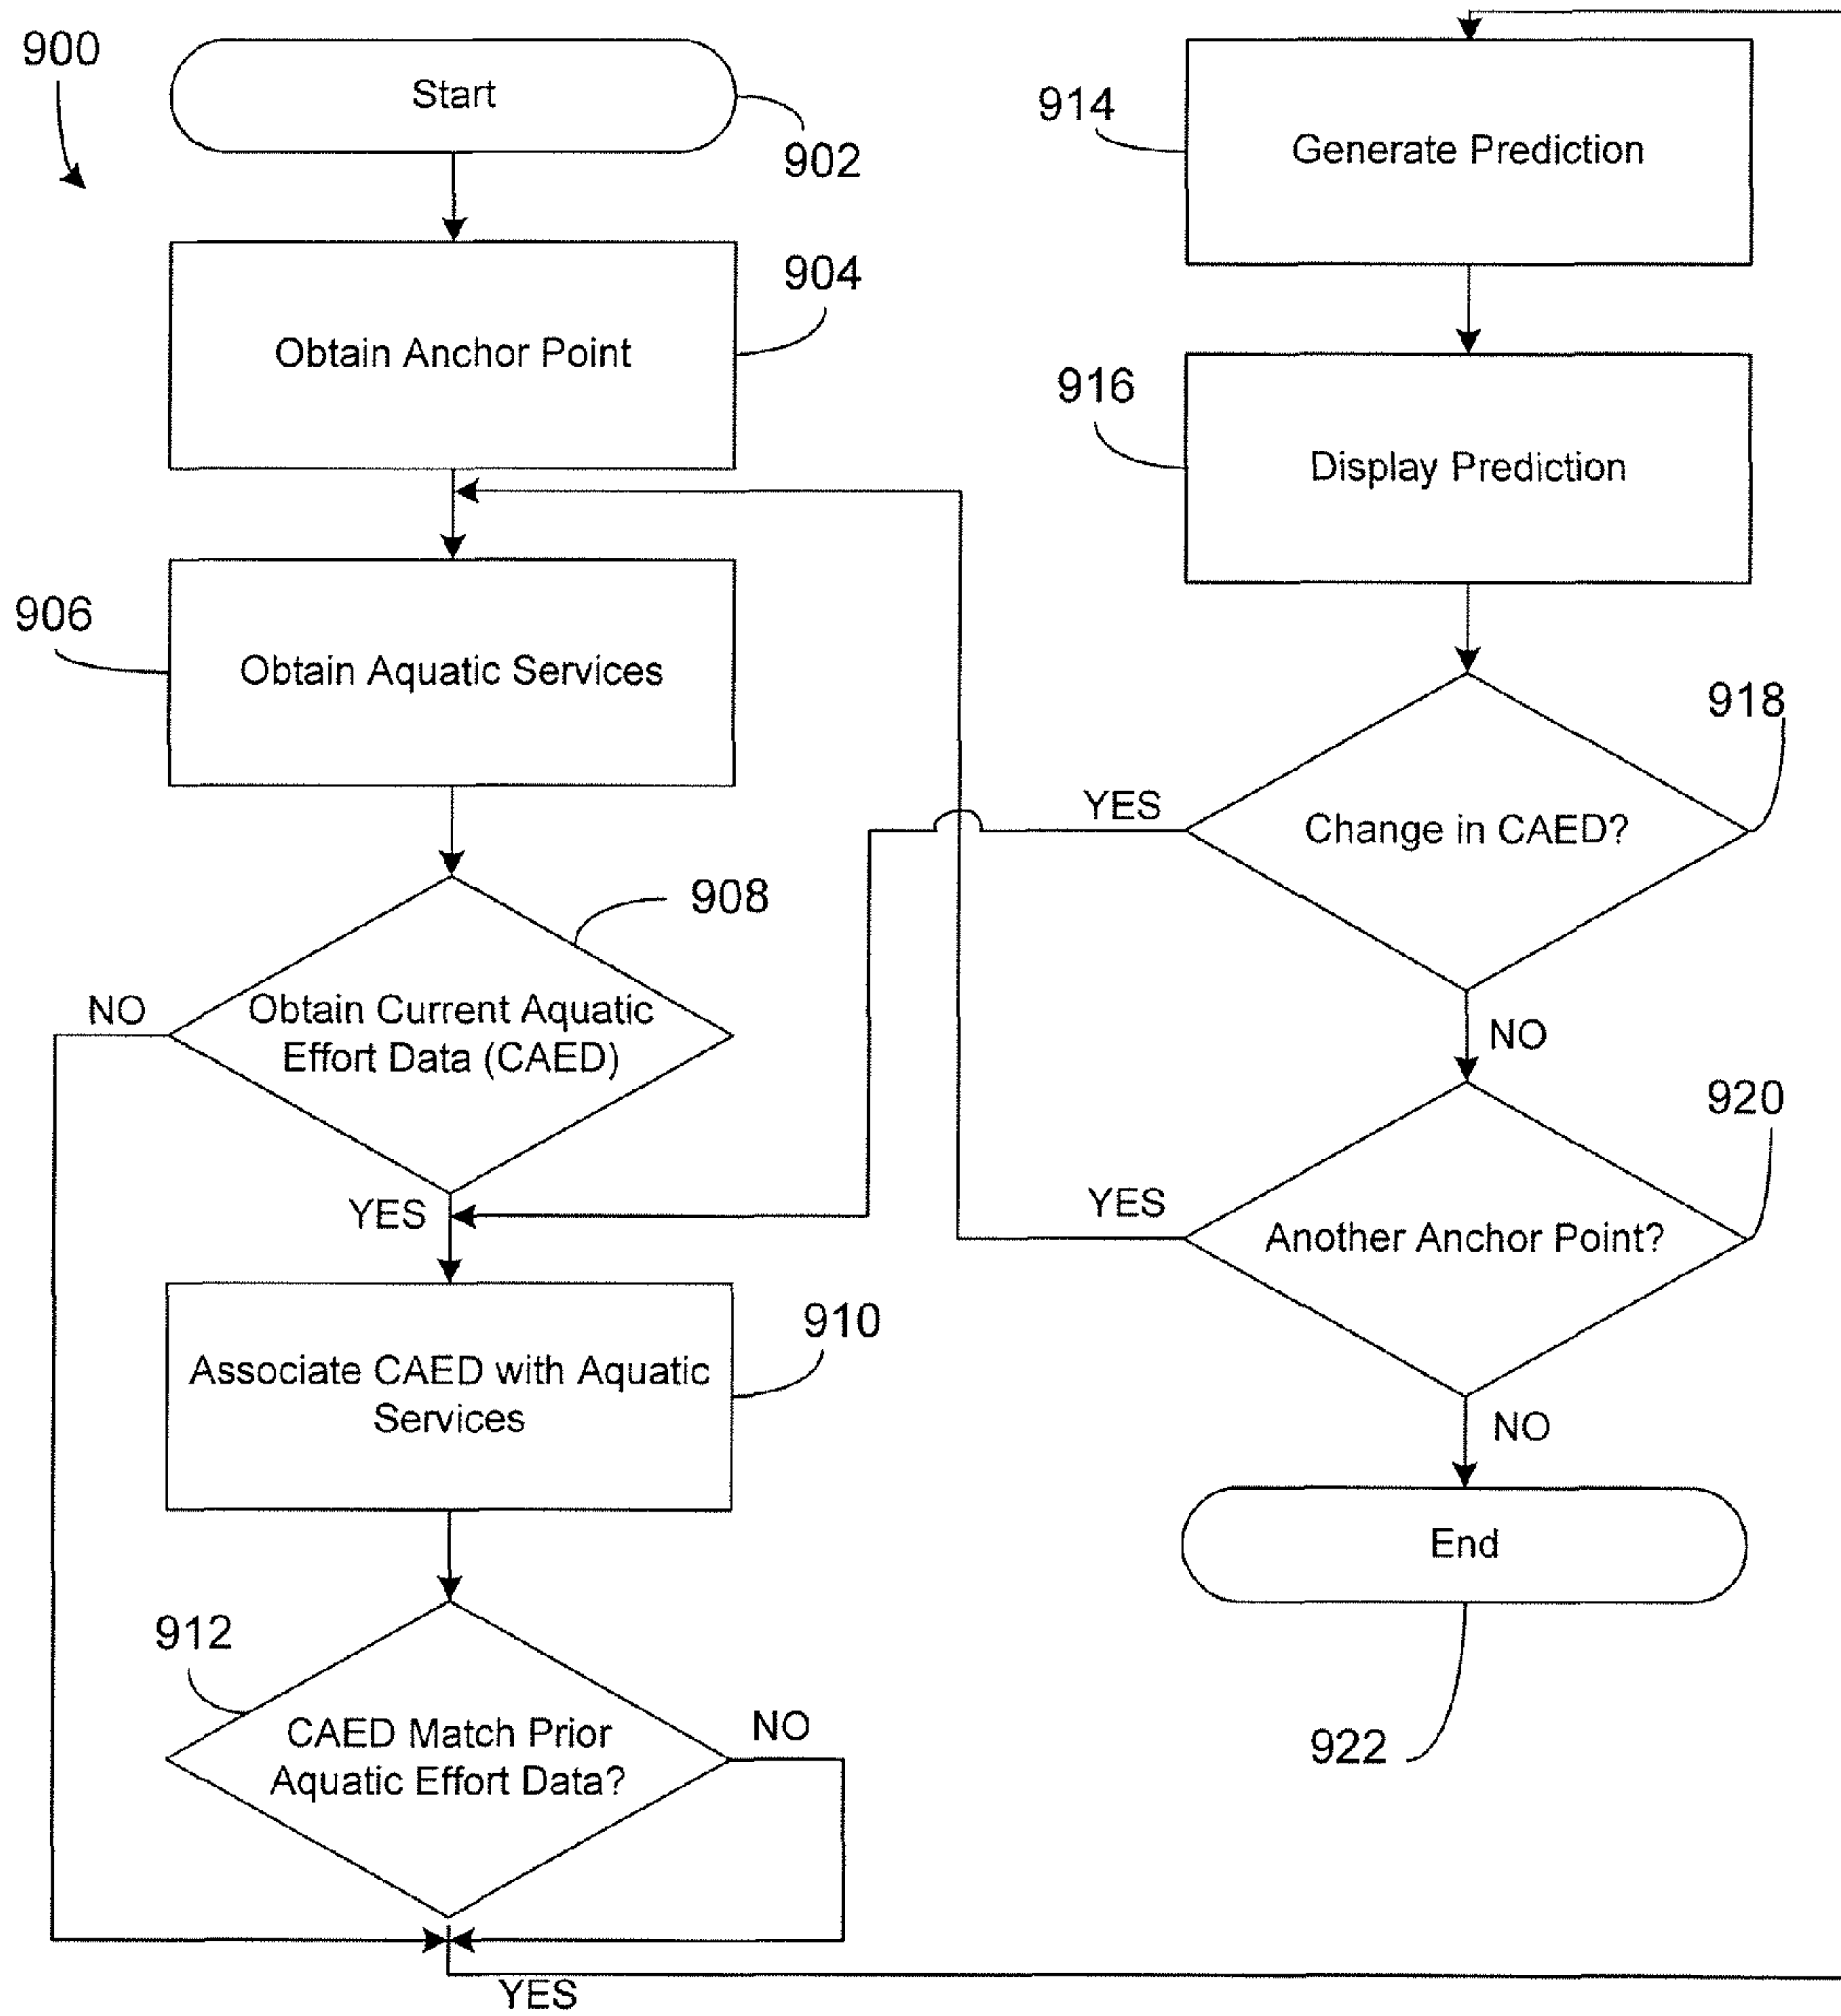 900
Start
902
904
Obtain Anchor Point
906
Obtain Aquatic Services
908
NO
Obtain Current Aquatic
Effort Data (CAED)
YES
910
Associate CAED with Aquatic
Services
912
CAED Match Prior
Aquatic Effort Data?
NO
YES
914
Generate Prediction
916
Display Prediction
918
YES
Change in CAED?
NO
920
YES
Another Anchor Point?
NO
End
922